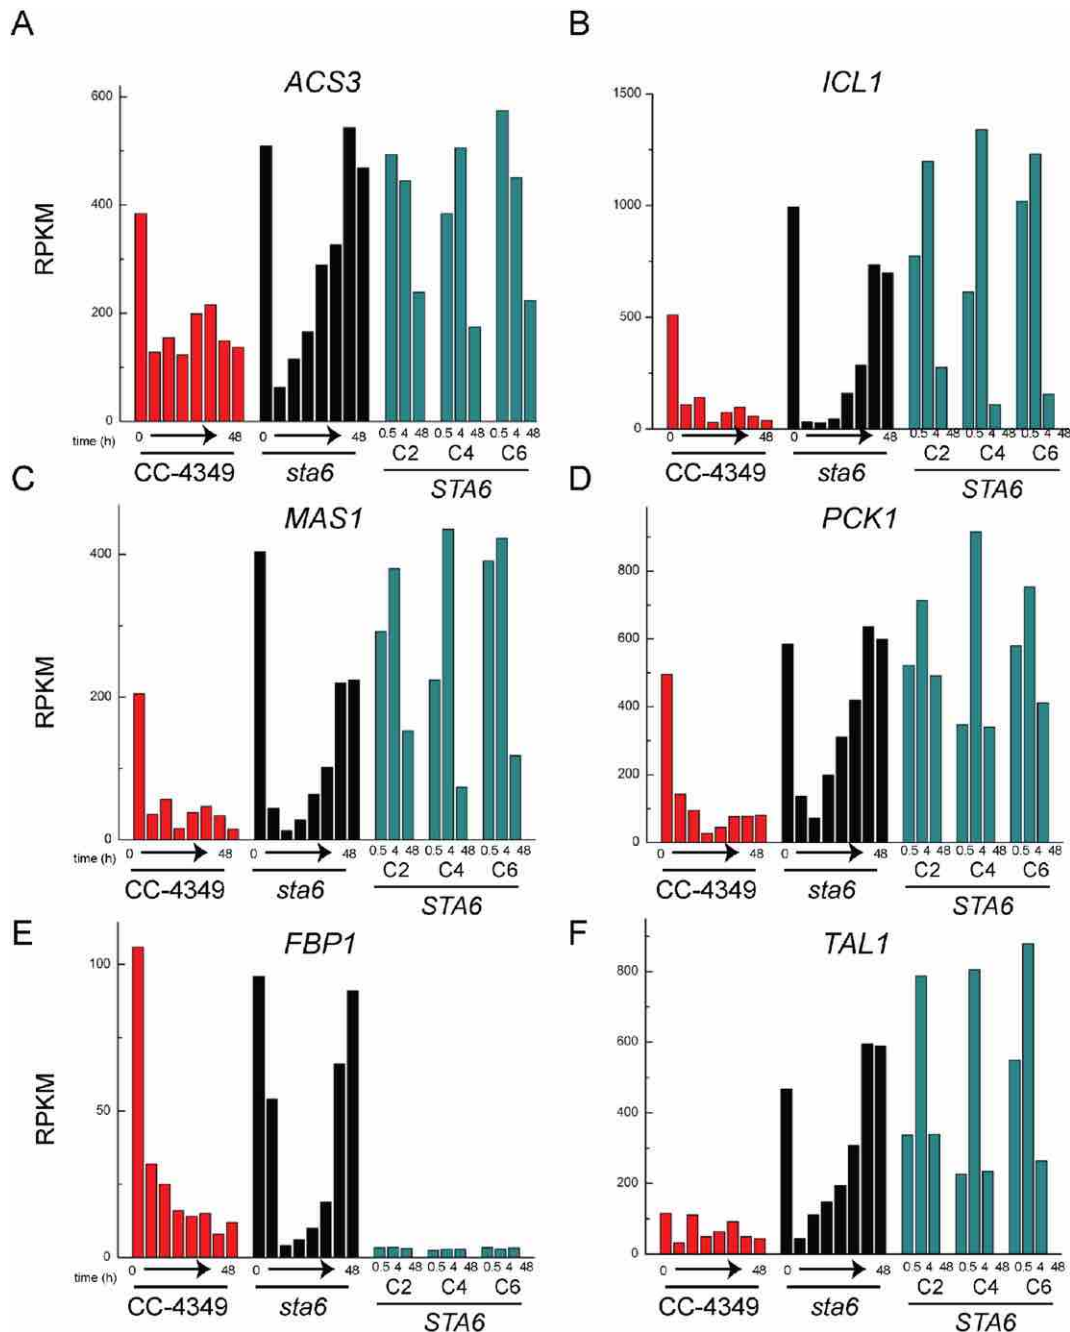 A
B
ACS3
ICL1
RPKM
600
400
200
0
1500
1000
500
0
time (h)
0
48
0
48
0.5 4 48
0.5 4 48
0.5 4 48
C2
C4
C6
CC-4349
sta6
STA6
0
48
0
48
0.5 4 48
0.5 4 48
0.5 4 48
C2
C4
C6
CC-4349
sta6
STA6
C
D
MAS1
PCK1
RPKM
400
200
0
800
600
400
200
0
time (h)
0
48
0
48
0.5 4 48
0.5 4 48
0.5 4 48
C2
C4
C6
CC-4349
sta6
STA6
0
48
0
48
0.5 4 48
0.5 4 48
0.5 4 48
C2
C4
C6
CC-4349
sta6
STA6
E
F
FBP1
TAL1
RPKM
100
50
0
800
600
400
200
0
time (h)
0
48
0
48
0.5 4 48
0.5 4 48
0.5 4 48
C2
C4
C6
CC-4349
sta6
STA6
0
48
0
48
0.5 4 48
0.5 4 48
0.5 4 48
C2
C4
C6
CC-4349
sta6
STA6